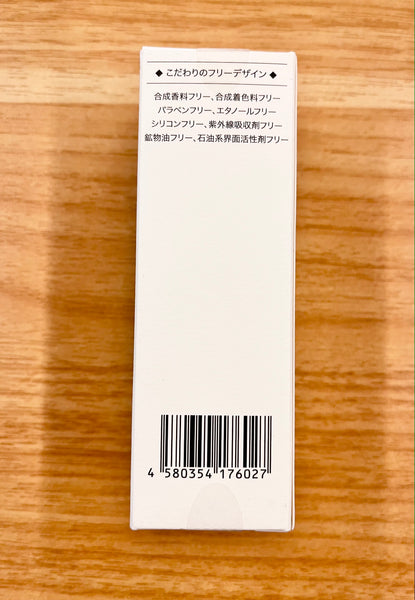 ◆ こだわりのフリーデザイン ◆
合成香料フリー、合成着色料フリー
パラベンフリー、エタノールフリー
シリコンフリー、紫外線吸収剤フリー
鉱物油フリー、石油系界面活性剤フリー
4 580354 176027